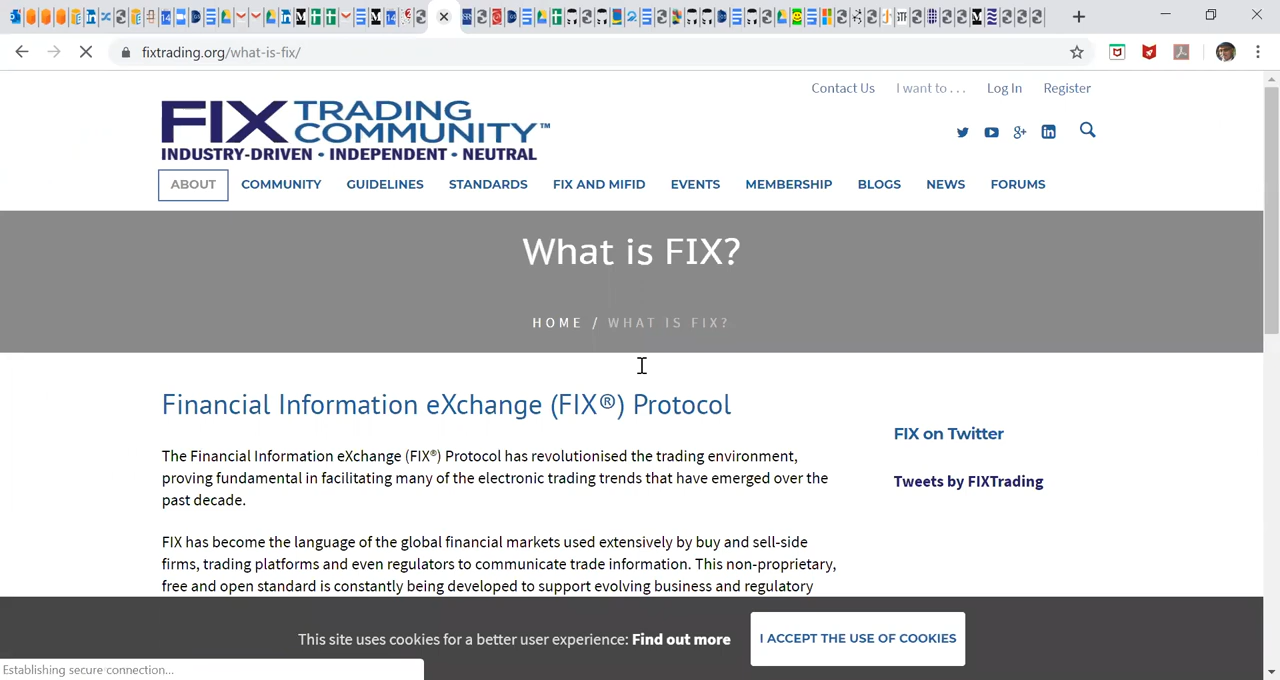 fixtrading.org/what-is-fix/
Contact Us I want to . . . Log In Register
FIX TRADING COMMUNITY™
INDUSTRY-DRIVEN • INDEPENDENT • NEUTRAL
ABOUT COMMUNITY GUIDELINES STANDARDS FIX AND MIFID EVENTS MEMBERSHIP BLOGS NEWS FORUMS
What is FIX?
HOME / WHAT IS FIX?
Financial Information eXchange (FIX®) Protocol
The Financial Information eXchange (FIX®) Protocol has revolutionised the trading environment,
proving fundamental in facilitating many of the electronic trading trends that have emerged over the
past decade.
FIX has become the language of the global financial markets used extensively by buy and sell-side
firms, trading platforms and even regulators to communicate trade information. This non-proprietary,
free and open standard is constantly being developed to support evolving business and regulatory
FIX on Twitter
Tweets by FIXTrading
This site uses cookies for a better user experience: Find out more
I ACCEPT THE USE OF COOKIES
Establishing secure connection...